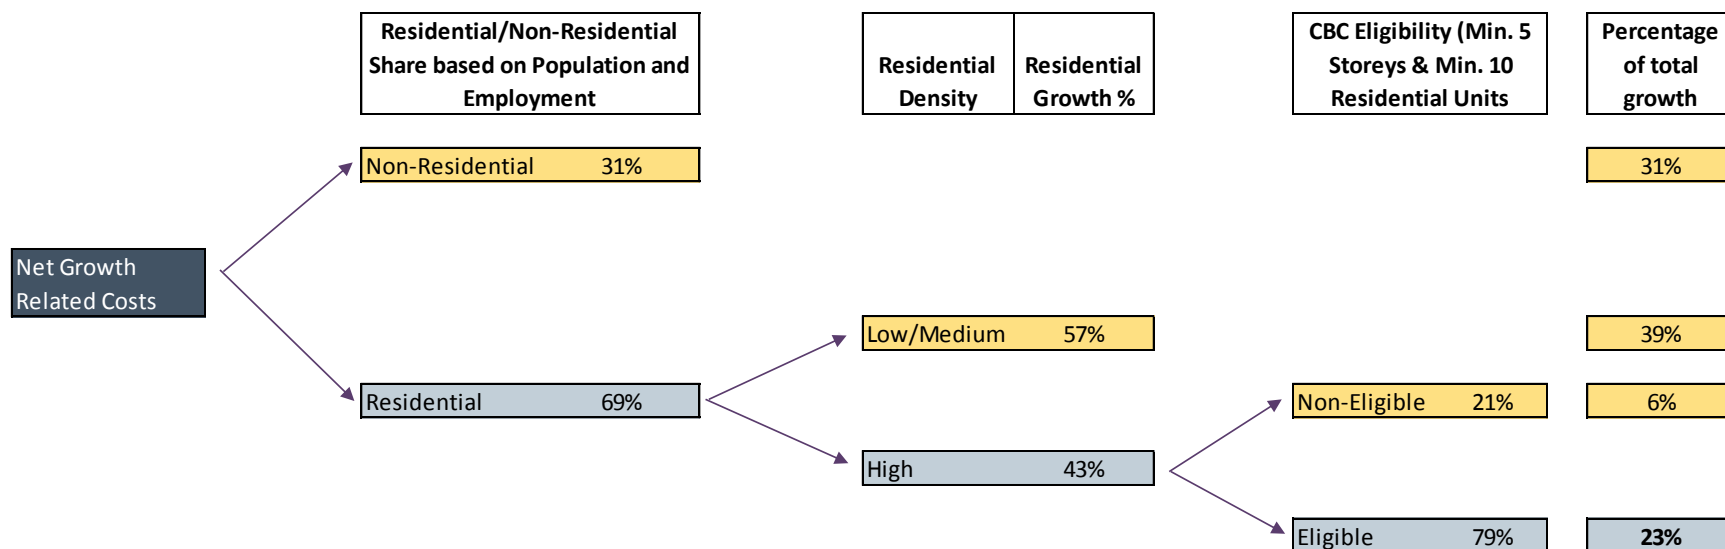 Residential/Non-Residential
Share based on Population and
Employment
Residential
Density
Residential
Growth %
CBC Eligibility (Min. 5
Storeys & Min. 10
Residential Units
Percentage
of total
growth
Non-Residential 31%
31%
Net Growth
Related Costs
Low/Medium 57%
39%
Residential 69%
Non-Eligible 21%
6%
High 43%
Eligible 79%
23%